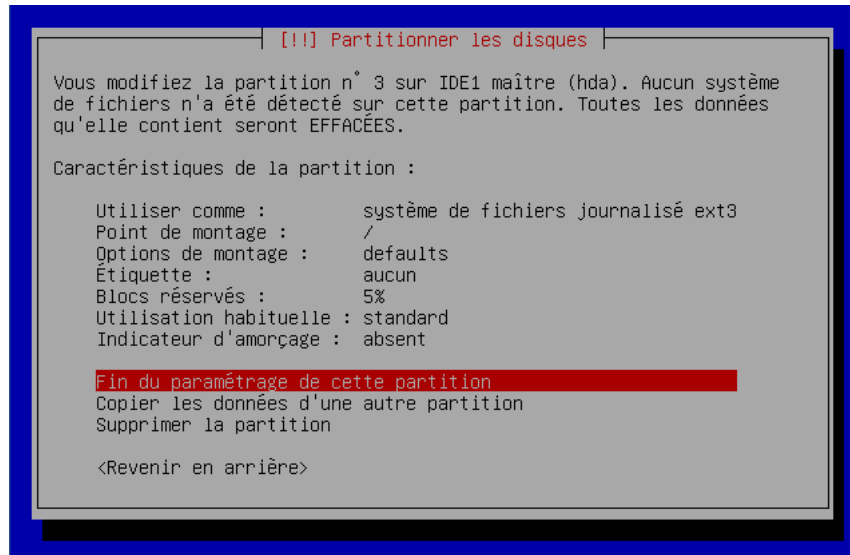 [!!] Partitionner les disques
Vous modifiez la partition n° 3 sur IDE1 maître (hda). Aucun système
de fichiers n'a été détecté sur cette partition. Toutes les données
qu'elle contient seront EFFACÉES.
Caractéristiques de la partition :
Utiliser comme : système de fichiers journalisé ext3
Point de montage : /
Options de montage : defaults
Étiquette : aucun
Blocs réservés : 5%
Utilisation habituelle : standard
Indicateur d'amorçage : absent
Fin du paramétrage de cette partition
Copier les données d'une autre partition
Supprimer la partition
<Revenir en arrière>